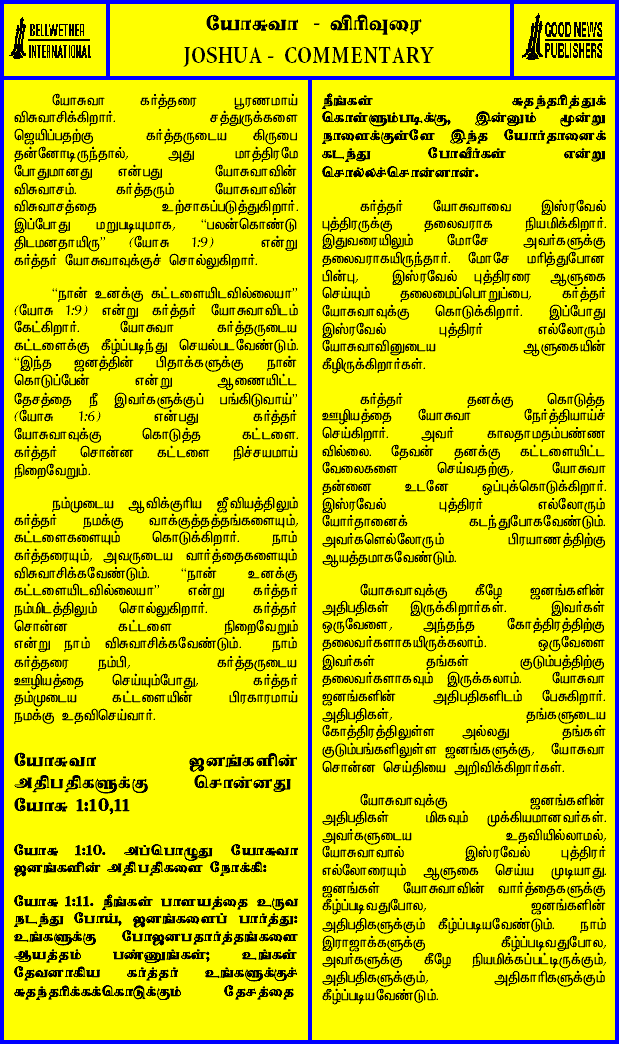 BELLWETHER
INTERNATIONAL
யோசுவா - விரிவுரை
JOSHUA - COMMENTARY
GOOD NEWS
PUBLISHERS
யோசுவா கர்த்தரை பூரணமாய்
விசுவாசிக்கிறார். சத்துருக்களை
ஜெயிப்பதற்கு கர்த்தருடைய கிருபை
தன்னோடிருந்தால், அது மாத்திரமே
போதுமானது என்பது யோசுவாவின்
விசுவாசம். கர்த்தரும் யோசுவாவின்
விசுவாசத்தை உற்சாகப்படுத்துகிறார்.
இப்போது மறுபடியுமாக, “பலன்கொண்டு
திடமனதாயிரு” (யோசு 1:9) என்று
கர்த்தர் யோசுவாவுக்குச் சொல்லுகிறார்.
“நான் உனக்கு கட்டளையிடவில்லையா”
(யோசு 1:9) என்று கர்த்தர் யோசுவாவிடம்
கேட்கிறார். யோசுவா கர்த்தருடைய
கட்டளைக்கு கீழ்ப்படிந்து செயல்படவேண்டும்.
“இந்த ஜனத்தின் பிதாக்களுக்கு நான்
கொடுப்பேன் என்று ஆணையிட்ட
தேசத்தை நீ இவர்களுக்குப் பங்கிடுவாய்”
(யோசு 1:6) என்பது கர்த்தர்
யோசுவாவுக்கு கொடுத்த கட்டளை.
கர்த்தர் சொன்ன கட்டளை நிச்சயமாய்
நிறைவேறும்.
நம்முடைய ஆவிக்குரிய ஜீவியத்திலும்
கர்த்தர் நமக்கு வாக்குத்தத்தங்களையும்,
கட்டளைகளையும் கொடுக்கிறார். நாம்
கர்த்தரையும், அவருடைய வார்த்தைகளையும்
விசுவாசிக்கவேண்டும். “நான் உனக்கு
கட்டளையிடவில்லையா” என்று கர்த்தர்
நம்மிடத்திலும் சொல்லுகிறார். கர்த்தர்
சொன்ன கட்டளை நிறைவேறும்
என்று நாம் விசுவாசிக்கவேண்டும். நாம்
கர்த்தரை நம்பி, கர்த்தருடைய
ஊழியத்தை செய்யும்போது, கர்த்தர்
தம்முடைய கட்டளையின் பிரகாரமாய்
நமக்கு உதவிசெய்வார்.
யோசுவா ஜனங்களின்
அதிபதிகளுக்கு சொன்னது
யோசு 1:10,11
யோசு 1:10. அப்பொழுது யோசுவா
ஜனங்களின் அதிபதிகளை நோக்கி:
யோசு 1:11. நீங்கள் பாளயத்தை உருவ
நடந்து போய், ஜனங்களைப் பார்த்து:
உங்களுக்கு போஜனபதார்த்தங்களை
ஆயத்தம் பண்ணுங்கள்; உங்கள்
தேவனாகிய கர்த்தர் உங்களுக்குச்
சுதந்தரிக்கக்கொடுக்கும் தேசத்தை
நீங்கள் சுதந்தரித்துக்
கொள்ளும்படிக்கு, இன்னும் மூன்று
நாளைக்குள்ளே இந்த யோர்தானைக்
கடந்து போவீர்கள் என்று
சொல்லச்சொன்னான்.
கர்த்தர் யோசுவாவை இஸ்ரவேல்
புத்திரருக்கு தலைவராக நியமிக்கிறார்.
இதுவரையிலும் மோசே அவர்களுக்கு
தலைவராகயிருந்தார். மோசே மரித்துபோன
பின்பு, இஸ்ரவேல் புத்திரரை ஆளுகை
செய்யும் தலைமைப்பொறுப்பை, கர்த்தர்
யோசுவாவுக்கு கொடுக்கிறார். இப்போது
இஸ்ரவேல் புத்திரர் எல்லோரும்
யோசுவாவினுடைய ஆளுகையின்
கீழிருக்கிறார்கள்.
கர்த்தர் தனக்கு கொடுத்த
ஊழியத்தை யோசுவா நேர்த்தியாய்ச்
செய்கிறார். அவர் காலதாமதம்பண்ண
வில்லை. தேவன் தனக்கு கட்டளையிட்ட
வேலைகளை செய்வதற்கு, யோசுவா
தன்னை உடனே ஒப்புக்கொடுக்கிறார்.
இஸ்ரவேல் புத்திரர் எல்லோரும்
யோர்தானைக் கடந்துபோகவேண்டும்.
அவர்களெல்லோரும் பிரயாணத்திற்கு
ஆயத்தமாகவேண்டும்.
யோசுவாவுக்கு கீழே ஜனங்களின்
அதிபதிகள் இருக்கிறார்கள். இவர்கள்
ஒருவேளை, அந்தந்த கோத்திரத்திற்கு
தலைவர்களாகயிருக்கலாம். ஒருவேளை
இவர்கள் தங்கள் குடும்பத்திற்கு
தலைவர்களாகவும் இருக்கலாம். யோசுவா
ஜனங்களின் அதிபதிகளிடம் பேசுகிறார்.
அதிபதிகள், தங்களுடைய
கோத்திரத்திலுள்ள அல்லது தங்கள்
குடும்பங்களிலுள்ள ஜனங்களுக்கு, யோசுவா
சொன்ன செய்தியை அறிவிக்கிறார்கள்.
யோசுவாவுக்கு ஜனங்களின்
அதிபதிகள் மிகவும் முக்கியமானவர்கள்.
அவர்களுடைய உதவியில்லாமல்,
யோசுவாவால் இஸ்ரவேல் புத்திரர்
எல்லோரையும் ஆளுகை செய்ய முடியாது.
ஜனங்கள் யோசுவாவின் வார்த்தைகளுக்கு
கீழ்ப்படிவதுபோல, ஜனங்களின்
அதிபதிகளுக்கும் கீழ்ப்படியவேண்டும். நாம்
இராஜாக்களுக்கு கீழ்ப்படிவதுபோல,
அவர்களுக்கு கீழே நியமிக்கப்பட்டிருக்கும்,
அதிபதிகளுக்கும், அதிகாரிகளுக்கும்
கீழ்ப்படியவேண்டும்.